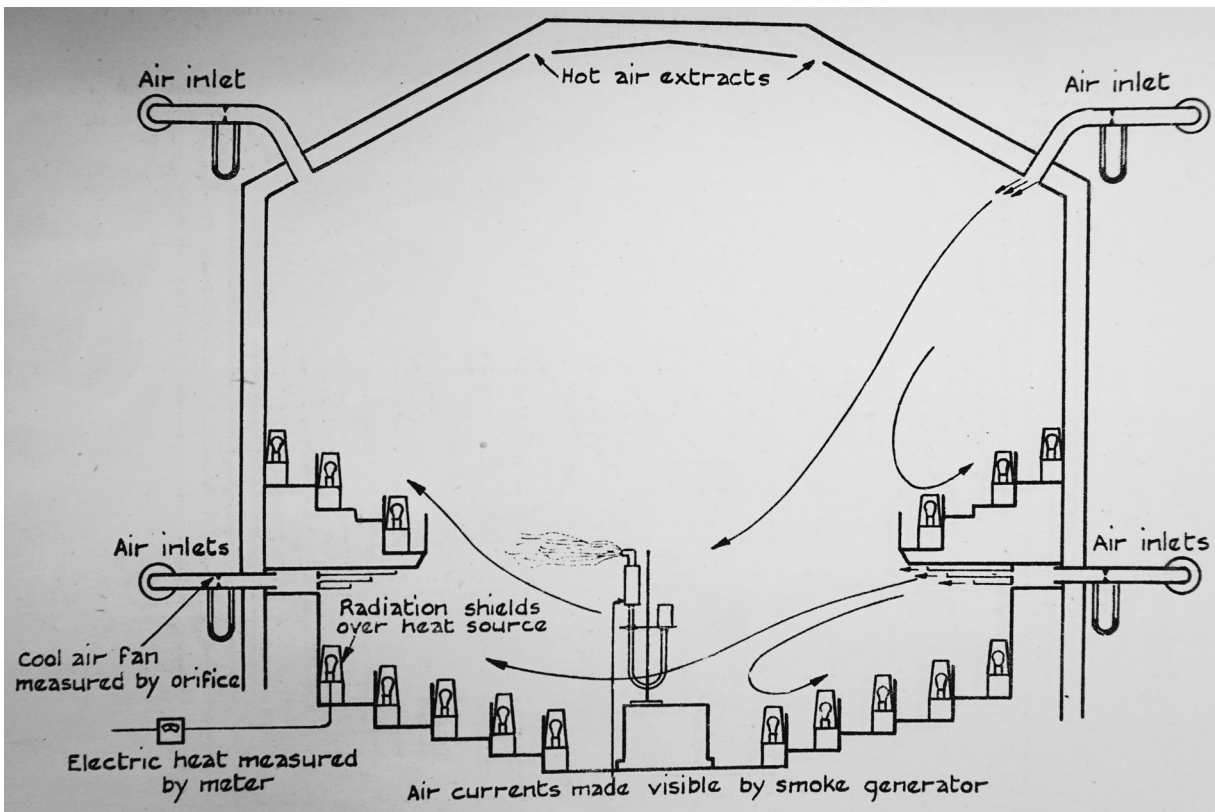 Hot air extracts
Air inlet
Air inlet
Air inlets
Air inlets
Radiation shields
over heat source
Cool air fan
measured by orifice
Electric heat measured
by meter
Air currents made visible by smoke generator